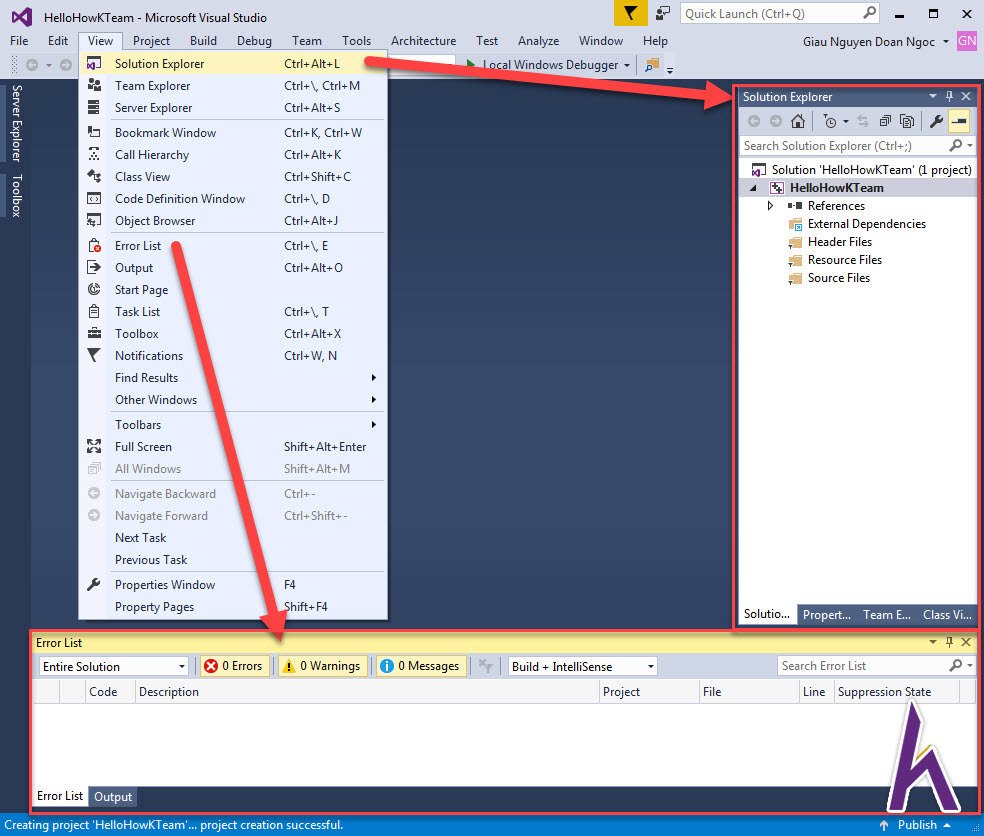 HelloHowKTeam - Microsoft Visual Studio
Quick Launch (Ctrl+Q)
File Edit View Project Build Debug Team Tools Architecture Test Analyze Window Help
Giau Nguyen Doan Ngoc GN
Local Windows Debugger
Server Explorer
Toolbox
Solution Explorer Ctrl+Alt+L
Team Explorer Ctrl+\, Ctrl+M
Server Explorer Ctrl+Alt+S
Bookmark Window Ctrl+K, Ctrl+W
Call Hierarchy Ctrl+Alt+K
Class View Ctrl+Shift+C
Code Definition Window Ctrl+\, D
Object Browser Ctrl+Alt+J
Error List Ctrl+\, E
Output Ctrl+Alt+O
Start Page
Task List Ctrl+\, T
Toolbox Ctrl+Alt+X
Notifications Ctrl+W, N
Find Results
Other Windows
Toolbars
Full Screen Shift+Alt+Enter
All Windows Shift+Alt+M
Navigate Backward Ctrl+-
Navigate Forward Ctrl+Shift+-
Next Task
Previous Task
Properties Window F4
Property Pages Shift+F4
Solution Explorer
Search Solution Explorer (Ctrl+;)
Solution 'HelloHowKTeam' (1 project)
HelloHowKTeam
References
External Dependencies
Header Files
Resource Files
Source Files
Solutio... Propert... Team E... Class Vi...
Error List
Entire Solution 0 Errors 0 Warnings 0 Messages Build + IntelliSense Search Error List
Code Description Project File Line Suppression State
Error List Output
Creating project 'HelloHowKTeam'... project creation successful.
Publish